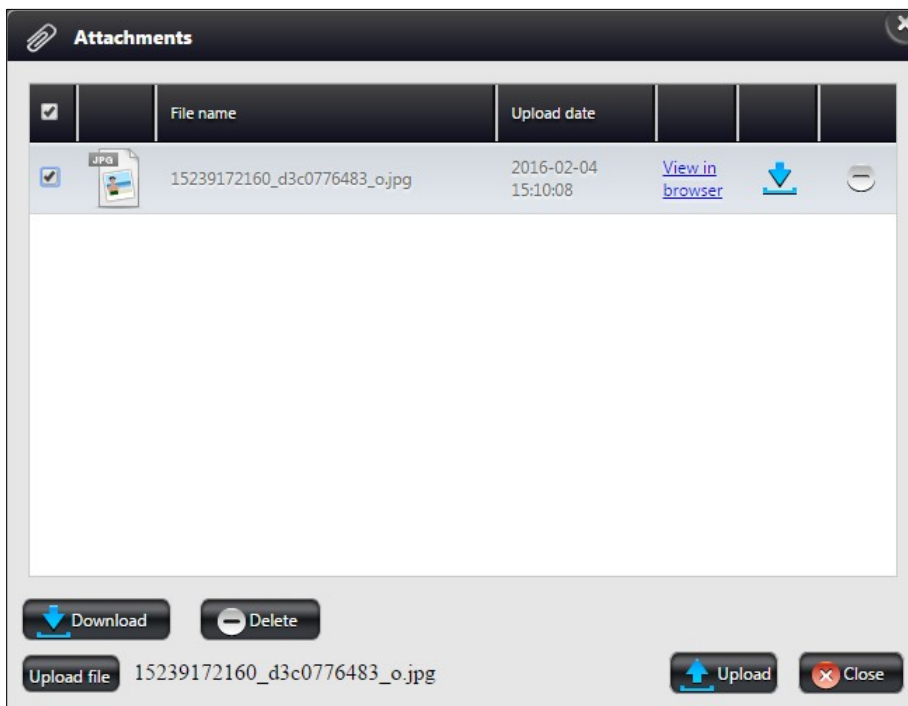 Attachments
File name Upload date
JPG
15239172160_d3c0776483_o.jpg
2016-02-04
15:10:08
View in
browser
Download Delete
Upload file 15239172160_d3c0776483_o.jpg Upload Close